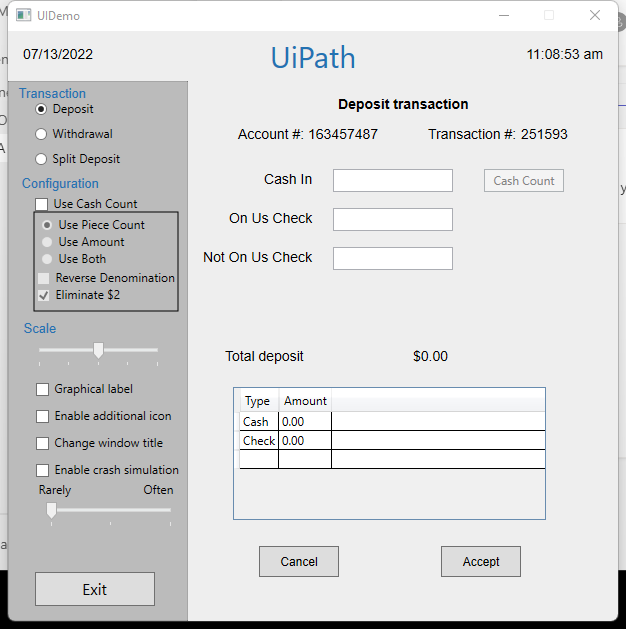 UIDemo
07/13/2022
UiPath
11:08:53 am
Transaction
Deposit
Withdrawal
Split Deposit
Configuration
Use Cash Count
Use Piece Count
Use Amount
Use Both
Reverse Denomination
Eliminate $2
Scale
Graphical label
Enable additional icon
Change window title
Enable crash simulation
Rarely Often
Exit
Deposit transaction
Account #: 163457487 Transaction #: 251593
Cash In Cash Count
On Us Check
Not On Us Check
Total deposit $0.00
Type Amount
Cash 0.00
Check 0.00
Cancel Accept